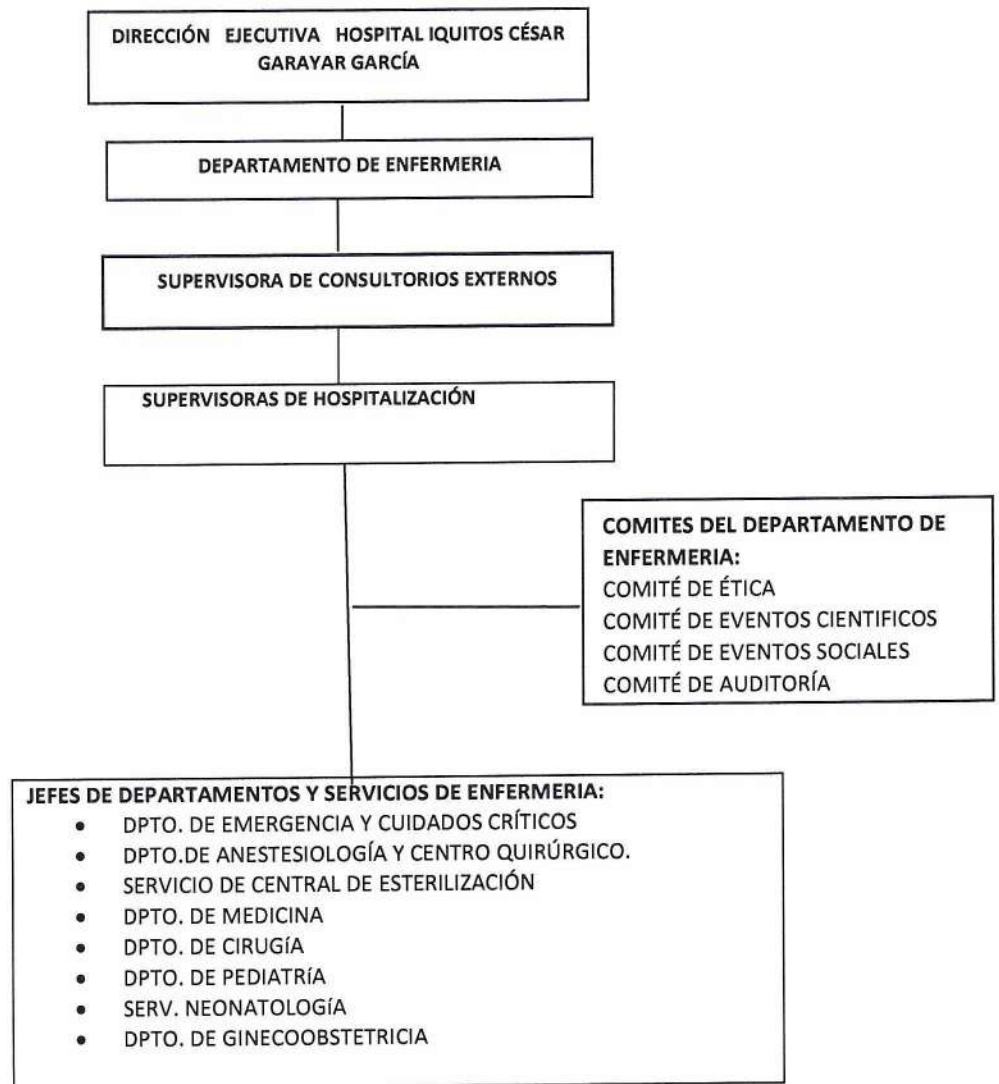 DIRECCIÓN EJECUTIVA HOSPITAL IQUITOS CÉSAR
GARAYAR GARCÍA
DEPARTAMENTO DE ENFERMERIA
SUPERVISORA DE CONSULTORIOS EXTERNOS
SUPERVISORAS DE HOSPITALIZACIÓN
COMITES DEL DEPARTAMENTO DE
ENFERMERIA:
COMITÉ DE ÉTICA
COMITÉ DE EVENTOS CIENTIFICOS
COMITÉ DE EVENTOS SOCIALES
COMITÉ DE AUDITORÍA
JEFES DE DEPARTAMENTOS Y SERVICIOS DE ENFERMERIA:
• DPTO. DE EMERGENCIA Y CUIDADOS CRÍTICOS
• DPTO.DE ANESTESIOLOGÍA Y CENTRO QUIRÚRGICO.
• SERVICIO DE CENTRAL DE ESTERILIZACIÓN
• DPTO. DE MEDICINA
• DPTO. DE CIRUGÍA
• DPTO. DE PEDIATRÍA
• SERV. NEONATOLOGÍA
• DPTO. DE GINECOOBSTETRICIA